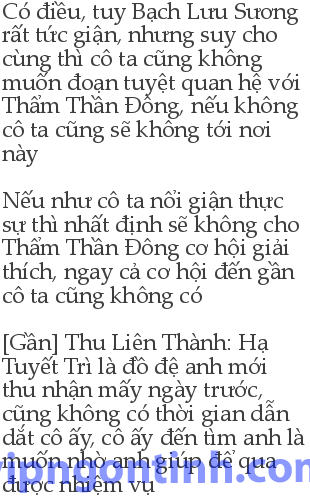 Có điều, tuy Bạch Lưu Sương
rất tức giận, nhưng suy cho
cùng thì cô ta cũng không
muốn đoạn tuyệt quan hệ với
Thẩm Thần Đông, nếu không
cô ta cũng sẽ không tới nơi
này
Nếu như cô ta nổi giận thực
sự thì nhất định sẽ không cho
Thẩm Thần Đông cơ hội giải
thích, ngay cả cơ hội đến gần
cô ta cũng không có
[Gần] Thu Liên Thành: Hạ
Tuyết Trì là đồ đệ anh mới
thu nhận mấy ngày trước,
cũng không có thời gian dẫn
dắt cô ấy, cô ấy đến tìm anh là
muốn nhờ anh giúp để qua
được nhiệm vụ
vipngontinh.com